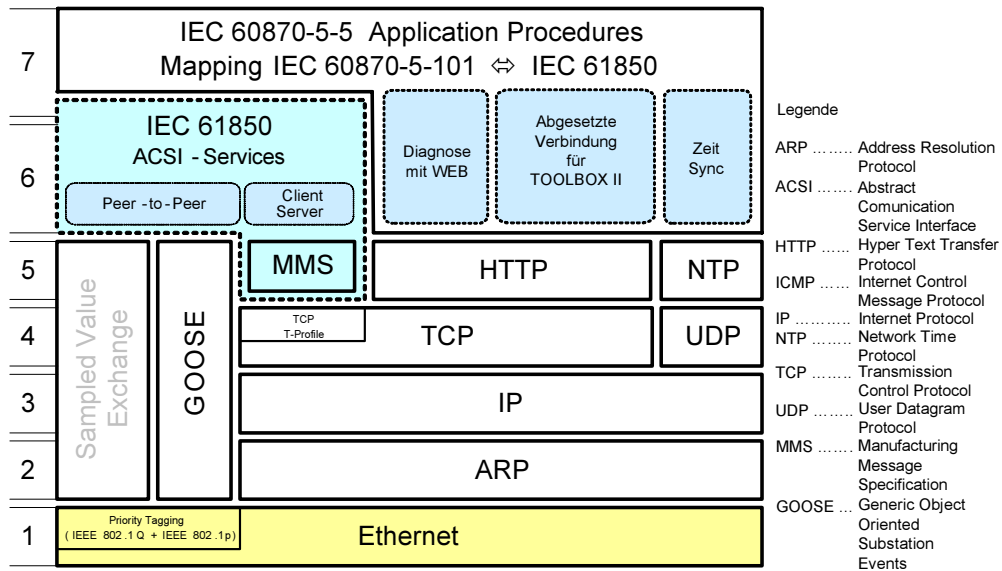 7
IEC 60870-5-5 Application Procedures
Mapping IEC 60870-5-101 ⬄ IEC 61850
6
IEC 61850
ACSI - Services
Peer -to- Peer
Client
Server
Diagnose
mit WEB
Abgesetzte
Verbindung
für
TOOLBOX II
Zeit
Sync
5
MMS
HTTP
NTP
Sampled Value
Exchange
GOOSE
4
TCP
T-Profile
TCP
UDP
3
IP
2
ARP
1
Priority Tagging
( IEEE 802 .1 Q + IEEE 802 .1p)
Ethernet
Legende
ARP …..... Address Resolution
Protocol
ACSI ….... Abstract
Comunication
Service Interface
HTTP …... Hyper Text Transfer
Protocol
ICMP …... Internet Control
Message Protocol
IP …........ Internet Protocol
NTP …..... Network Time
Protocol
TCP …..... Transmission
Control Protocol
UDP …..... User Datagram
Protocol
MMS ….... Manufacturing
Message
Specification
GOOSE ... Generic Object
Oriented
Substation
Events